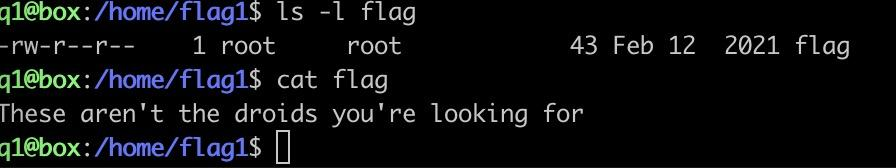 q1@box:/home/flag1$ ls -l flag
-rw-r--r-- 1 root root 43 Feb 12 2021 flag
q1@box:/home/flag1$ cat flag
These aren't the droids you're looking for
q1@box:/home/flag1$